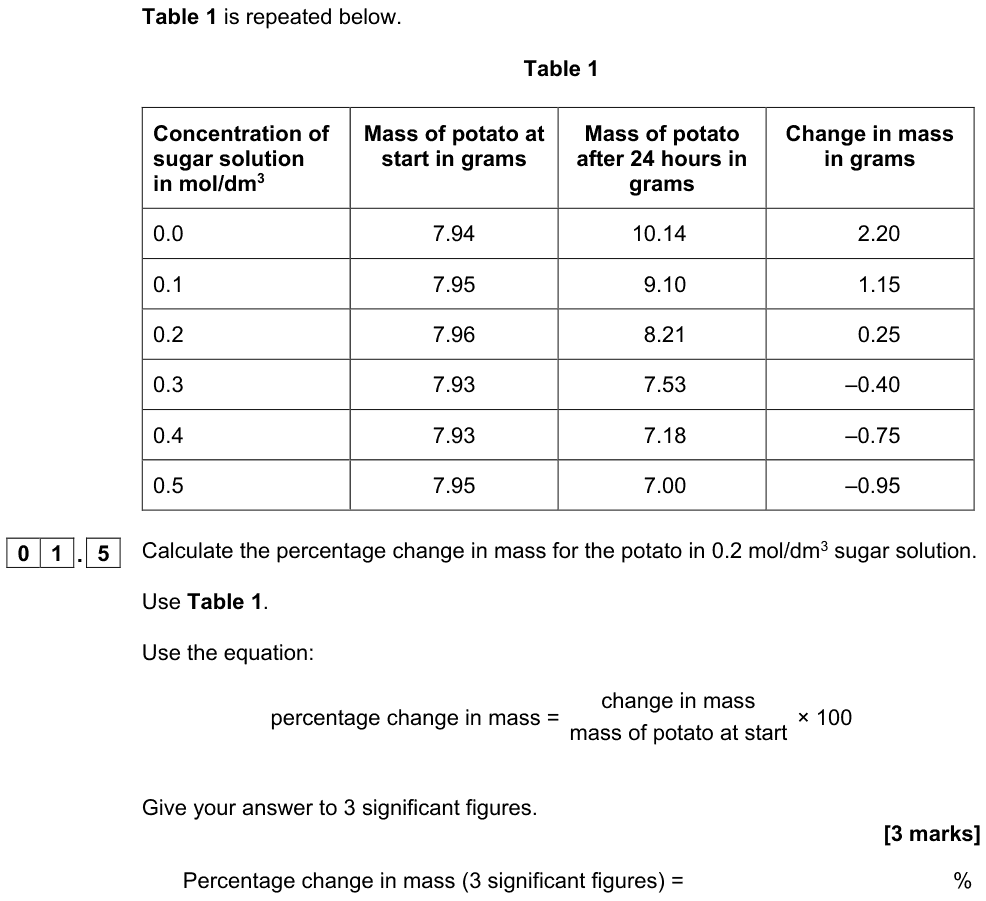 Table 1 is repeated below.
Table 1
Concentration of sugar solution in mol/dm³ | Mass of potato at start in grams | Mass of potato after 24 hours in grams | Change in mass in grams
0.0 | 7.94 | 10.14 | 2.20
0.1 | 7.95 | 9.10 | 1.15
0.2 | 7.96 | 8.21 | 0.25
0.3 | 7.93 | 7.53 | –0.40
0.4 | 7.93 | 7.18 | –0.75
0.5 | 7.95 | 7.00 | –0.95
0 1 . 5 Calculate the percentage change in mass for the potato in 0.2 mol/dm³ sugar solution.
Use Table 1.
Use the equation:
percentage change in mass = change in mass / mass of potato at start × 100
Give your answer to 3 significant figures.
[3 marks]
Percentage change in mass (3 significant figures) = %